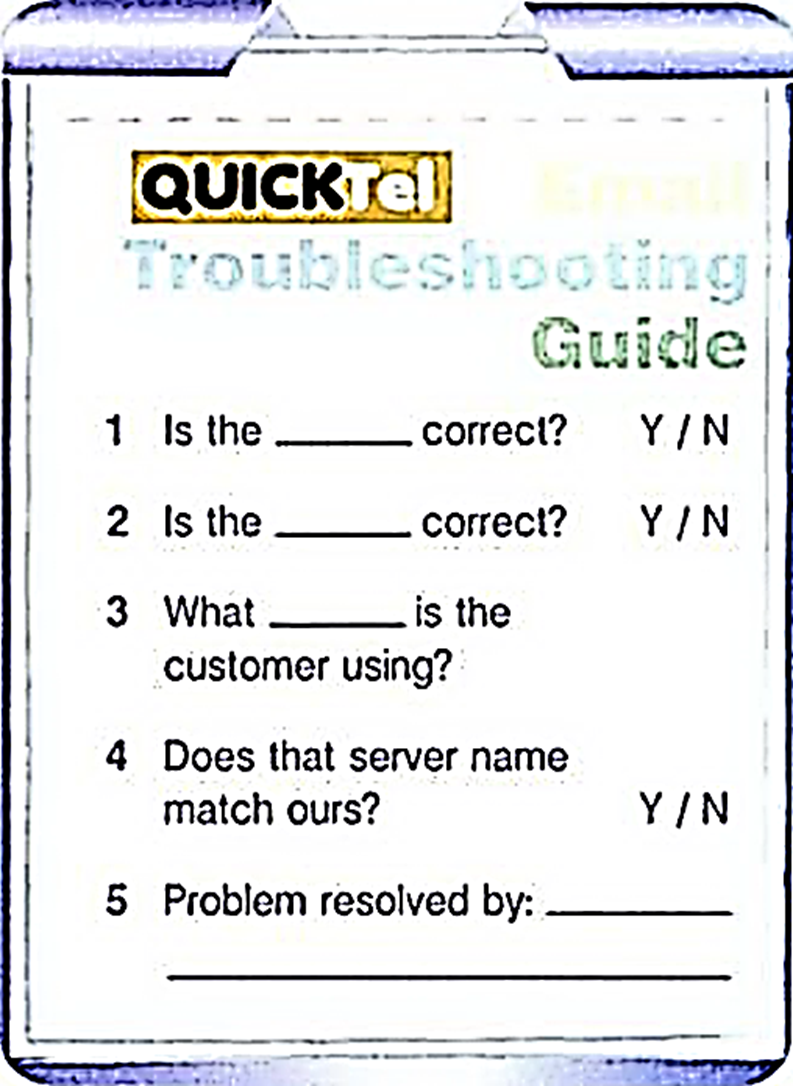 QUICKTel Email
Troubleshooting
Guide
1 Is the ______ correct? Y / N
2 Is the ______ correct? Y / N
3 What ______ is the
customer using?
4 Does that server name
match ours? Y / N
5 Problem resolved by: ________
________________________